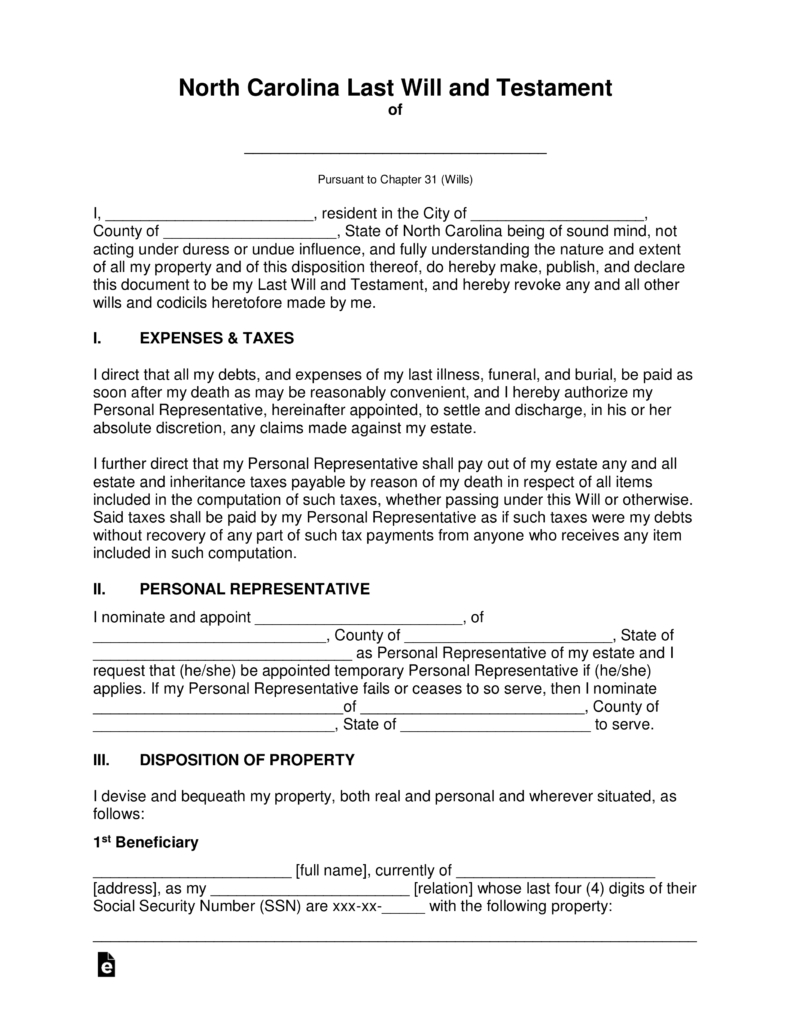 North Carolina Last Will and Testament
of
___________________________________
Pursuant to Chapter 31 (Wills)
I, ________________________, resident in the City of ____________________,
County of ____________________, State of North Carolina being of sound mind, not
acting under duress or undue influence, and fully understanding the nature and extent
of all my property and of this disposition thereof, do hereby make, publish, and declare
this document to be my Last Will and Testament, and hereby revoke any and all other
wills and codicils heretofore made by me.
I. EXPENSES & TAXES
I direct that all my debts, and expenses of my last illness, funeral, and burial, be paid as
soon after my death as may be reasonably convenient, and I hereby authorize my
Personal Representative, hereinafter appointed, to settle and discharge, in his or her
absolute discretion, any claims made against my estate.
I further direct that my Personal Representative shall pay out of my estate any and all
estate and inheritance taxes payable by reason of my death in respect of all items
included in the computation of such taxes, whether passing under this Will or otherwise.
Said taxes shall be paid by my Personal Representative as if such taxes were my debts
without recovery of any part of such tax payments from anyone who receives any item
included in such computation.
II. PERSONAL REPRESENTATIVE
I nominate and appoint ________________________, of
___________________________, County of ________________________, State of
______________________________ as Personal Representative of my estate and I
request that (he/she) be appointed temporary Personal Representative if (he/she)
applies. If my Personal Representative fails or ceases to so serve, then I nominate
_____________________________of __________________________, County of
____________________________, State of ______________________ to serve.
III. DISPOSITION OF PROPERTY
I devise and bequeath my property, both real and personal and wherever situated, as
follows:
1st Beneficiary
_______________________ [full name], currently of _______________________
[address], as my _______________________ [relation] whose last four (4) digits of their
Social Security Number (SSN) are xxx-xx-_____ with the following property:
______________________________________________________________________
e